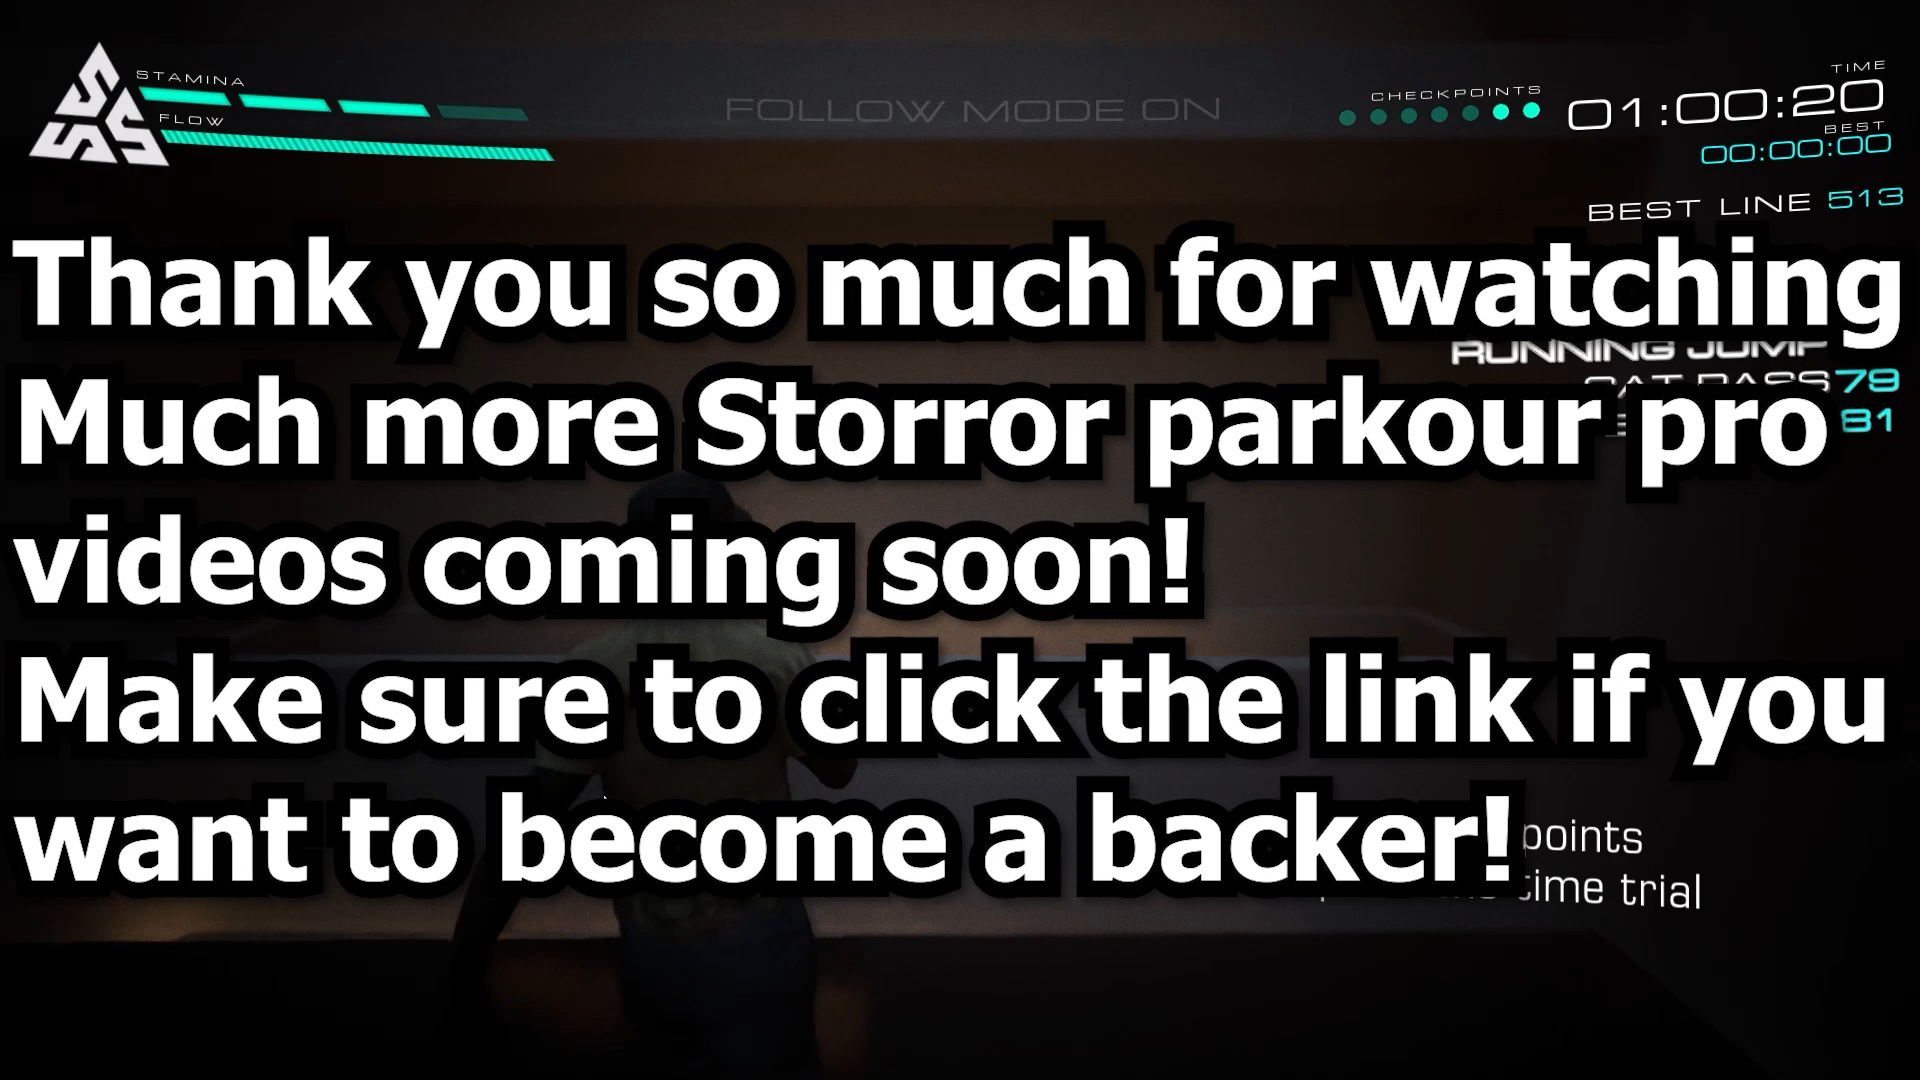 STAMINA
FLOW
FOLLOW MODE ON
CHECKPOINTS
TIME
01:00:20
BEST
00:00:00
BEST LINE 513
Thank you so much for watching
RUNNING JUMP
CAT PASS 79
81
Much more Storror parkour pro
videos coming soon!
Make sure to click the link if you
want to become a backer!
points
time trial